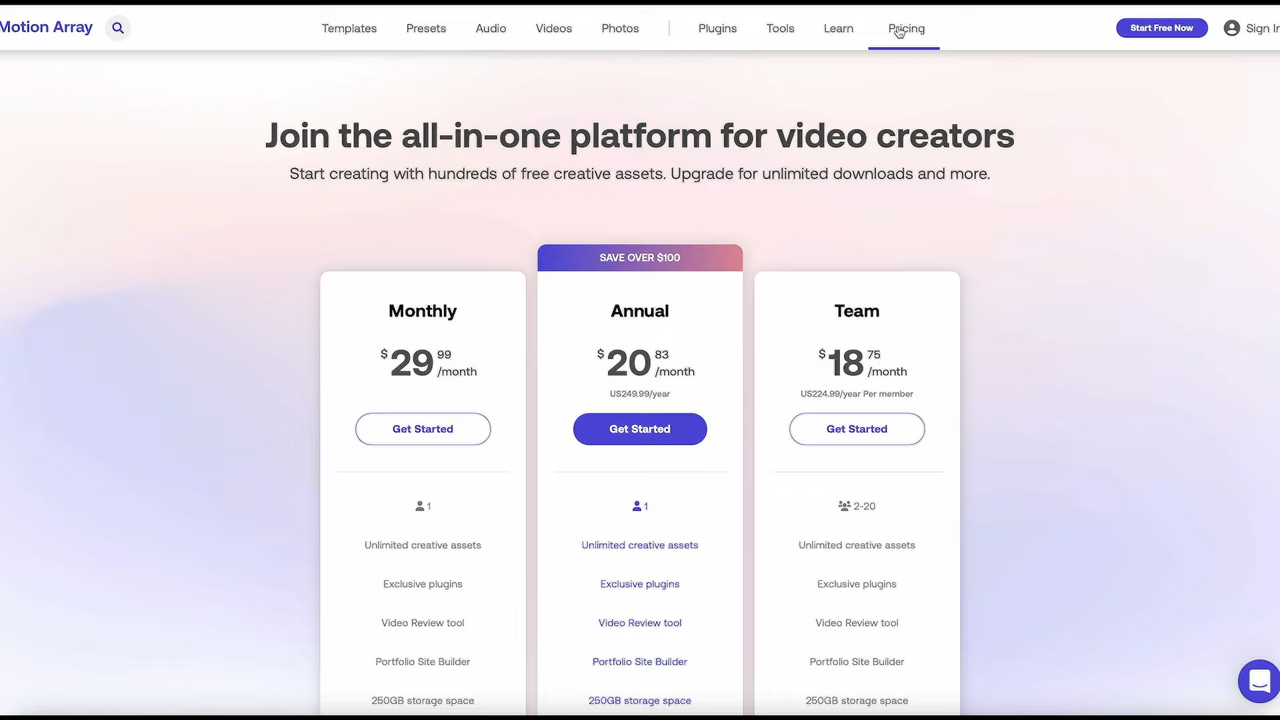 Motion Array
Templates Presets Audio Videos Photos Plugins Tools Learn Pricing
Start Free Now
Sign In
Join the all-in-one platform for video creators
Start creating with hundreds of free creative assets. Upgrade for unlimited downloads and more.
Monthly
$29 99 /month
Get Started
1
Unlimited creative assets
Exclusive plugins
Video Review tool
Portfolio Site Builder
250GB storage space
SAVE OVER $100
Annual
$20 83 /month
US249.99/year
Get Started
1
Unlimited creative assets
Exclusive plugins
Video Review tool
Portfolio Site Builder
250GB storage space
Team
$18 75 /month
US224.99/year Per member
Get Started
2-20
Unlimited creative assets
Exclusive plugins
Video Review tool
Portfolio Site Builder
250GB storage space